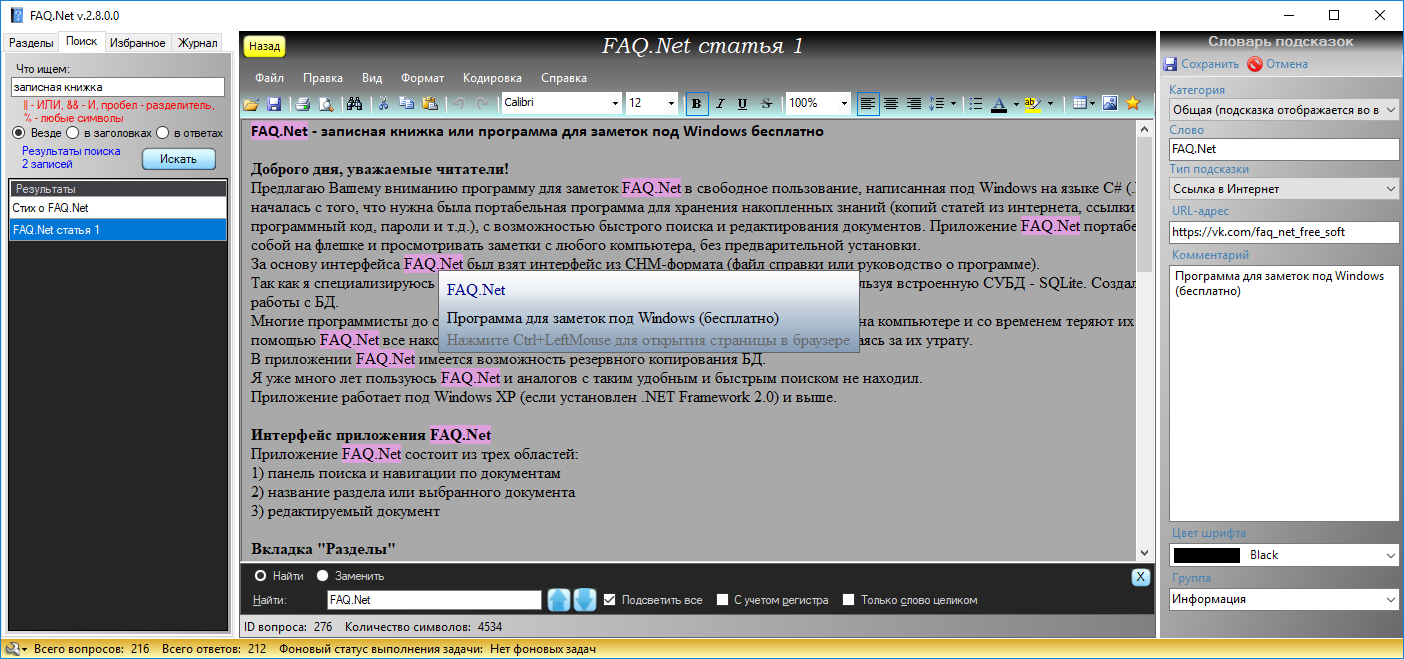 FAQ.Net v.2.8.0.0
Разделы Поиск Избранное Журнал
Что ищем:
записная книжка
|| - ИЛИ, && - И, пробел - разделитель,
% - любые символы
Везде в заголовках в ответах
Результаты поиска
2 записей
Искать
Результаты
Стих о FAQ.Net
FAQ.Net статья 1
Назад
FAQ.Net статья 1
Файл Правка Вид Формат Кодировка Справка
Calibri 12 B I U S 100% A ab
FAQ.Net - записная книжка или программа для заметок под Windows бесплатно
Доброго дня, уважаемые читатели!
Предлагаю Вашему вниманию программу для заметок FAQ.Net в свободное пользование, написанная под Windows на языке C# (.
началась с того, что нужна была портабельная программа для хранения накопленных знаний (копий статей из интернета, ссылки
программный код, пароли и т.д.), с возможностью быстрого поиска и редактирования документов. Приложение FAQ.Net портабе
собой на флешке и просмотривать заметки с любого компьютера, без предварительной установки.
За основу интерфейса FAQ.Net был взят интерфейс из CHM-формата (файл справки или руководство о программе).
Так как я специализируюсь льзуя встроенную СУБД - SQLite. Создал
работы с БД.
Многие программисты до с на компьютере и со временем теряют их
помощью FAQ.Net все нако ясь за их утрату.
В приложении FAQ.Net имеется возможность резервного копирования БД.
Я уже много лет пользуюсь FAQ.Net и аналогов с таким удобным и быстрым поиском не находил.
Приложение работает под Windows XP (если установлен .NET Framework 2.0) и выше.
FAQ.Net
Программа для заметок под Windows (бесплатно)
Нажмите Ctrl+LeftMouse для открытия страницы в браузере
Интерфейс приложения FAQ.Net
Приложение FAQ.Net состоит из трех областей:
1) панель поиска и навигации по документам
2) название раздела или выбранного документа
3) редактируемый документ
Вкладка "Разделы"
Найти Заменить
X
Найти: FAQ.Net Подсветить все С учетом регистра Только слово целиком
ID вопроса: 276 Количество символов: 4534
Словарь подсказок
Сохранить Отмена
Категория
Общая (подсказка отображается во в
Слово
FAQ.Net
Тип подсказки
Ссылка в Интернет
URL-адрес
https://vk.com/faq_net_free_soft
Комментарий
Программа для заметок под Windows
(бесплатно)
Цвет шрифта
Black
Группа
Информация
Всего вопросов: 216 Всего ответов: 212 Фоновый статус выполнения задачи: Нет фоновых задач